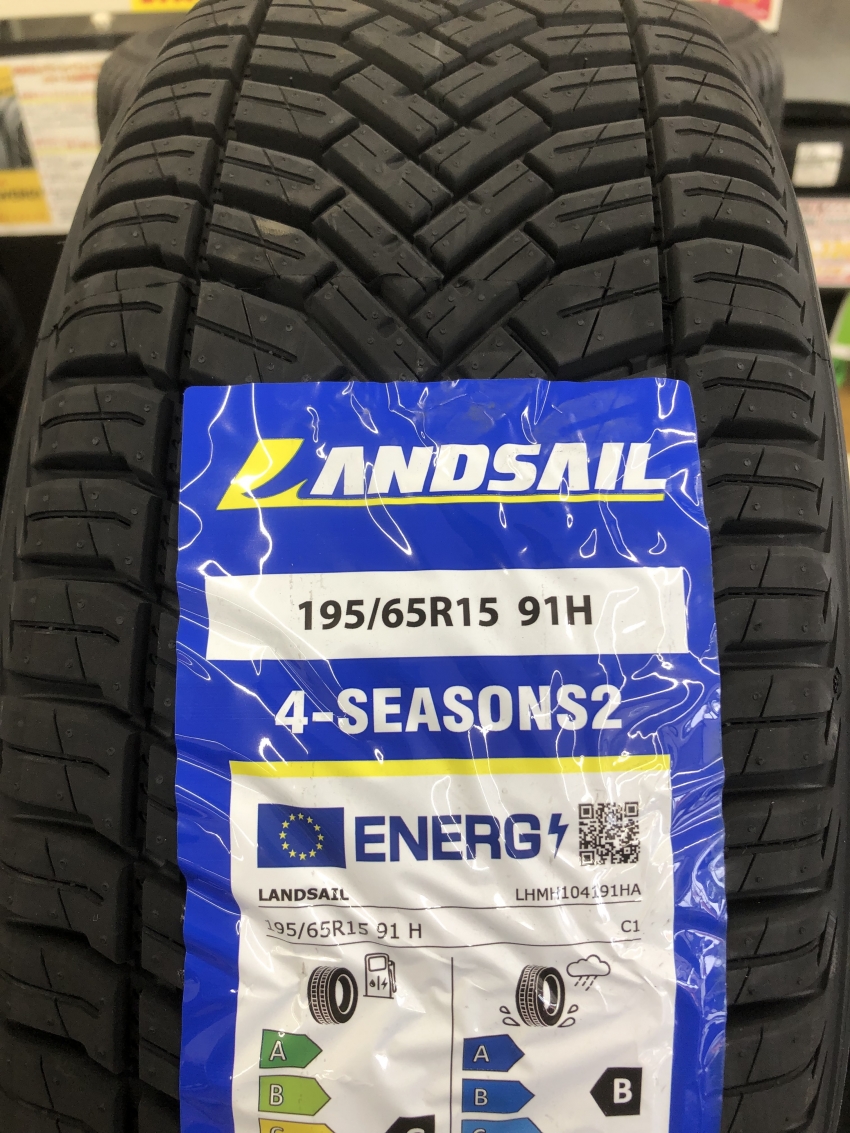 LANDSAIL
195/65R15 91H
4-SEASONS2
ENERG
LANDSAIL LHMH104191HA
195/65R15 91 H C1
A A
B B B